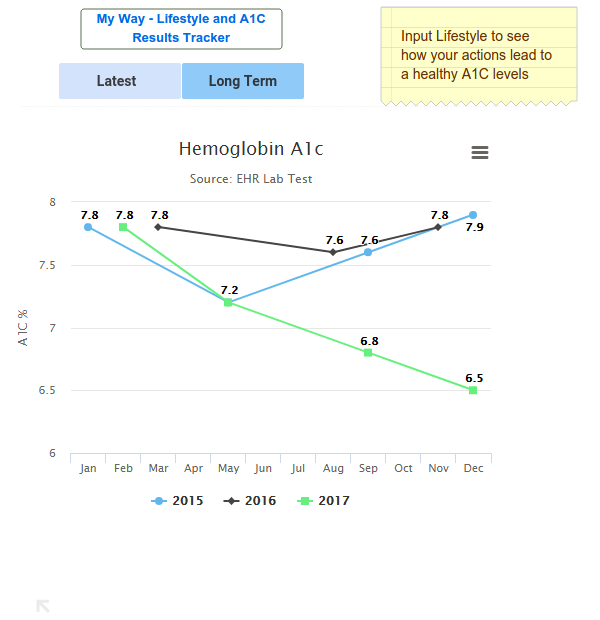 My Way - Lifestyle and A1C
Results Tracker
Input Lifestyle to see
how your actions lead to
a healthy A1C levels
Latest
Long Term
Hemoglobin A1c
Source: EHR Lab Test
A1C %
8
7.5
7
6.5
6
7.8 7.8 7.8 7.8
7.9
7.6 7.6
7.2
6.8
6.5
Jan Feb Mar Apr May Jun Jul Aug Sep Oct Nov Dec
2015 2016 2017